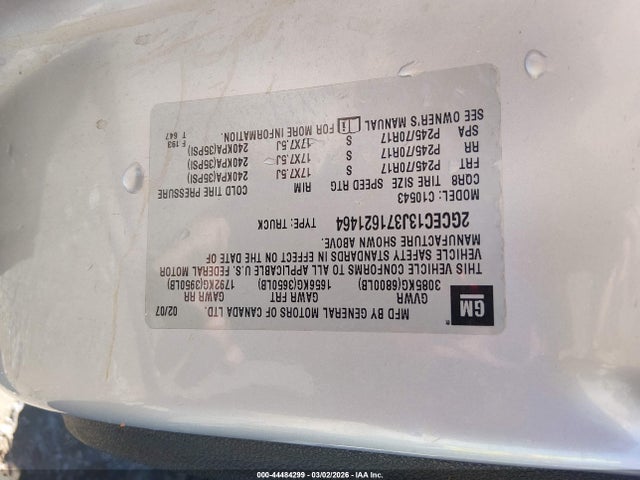 MFD BY GENERAL MOTORS OF CANADA LTD.
02/07
GVWR GAWR FRT GAWR RR
3085KG(6800LB) 1656KG(3650LB) 1792KG(3950LB)
THIS VEHICLE CONFORMS TO ALL APPLICABLE U.S. FEDERAL MOTOR
VEHICLE SAFETY STANDARDS IN EFFECT ON THE DATE OF
MANUFACTURE SHOWN ABOVE.
2GCEC13J371621464 TYPE: TRUCK
MODEL: C10543
CQR8 TIRE SIZE SPEED RTG RIM COLD TIRE PRESSURE
FRT P245/70R17 S 17X7.5J 240KPA(35PSI)
RR P245/70R17 S 17X7.5J 240KPA(35PSI)
SPA P245/70R17 S 17X7.5J 240KPA(35PSI)
SEE OWNER'S MANUAL FOR MORE INFORMATION.
F 193
T 647
GM
000-44484299 - 03/02/2026 - IAA Inc.